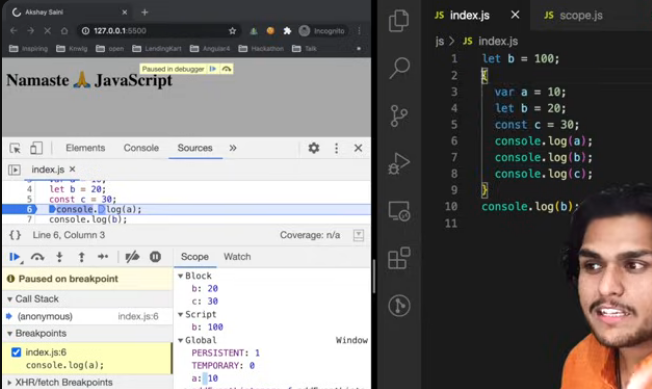 Akshay Saini
127.0.0.1:5500
Incognito
Inspiring
Knwlg
open
LendingKart
Angular4
Hackathon
Talk
Paused in debugger
Namaste 🙏 JavaScript
Elements
Console
Sources
»
index.js ×
4 let b = 20;
5 const c = 30;
6 console.log(a);
7 console.log(b);
{} Line 6, Column 3
Coverage: n/a
Scope
Watch
Paused on breakpoint
Call Stack
(anonymous) index.js:6
Breakpoints
index.js:6
console.log(a);
XHR/fetch Breakpoints
Block
b: 20
c: 30
Script
b: 100
Global Window
PERSISTENT: 1
TEMPORARY: 0
a: 10
JS index.js ×
JS scope.js
js > JS index.js
1 let b = 100;
2 {
3 var a = 10;
4 let b = 20;
5 const c = 30;
6 console.log(a);
7 console.log(b);
8 console.log(c);
9 }
10 console.log(b);
11